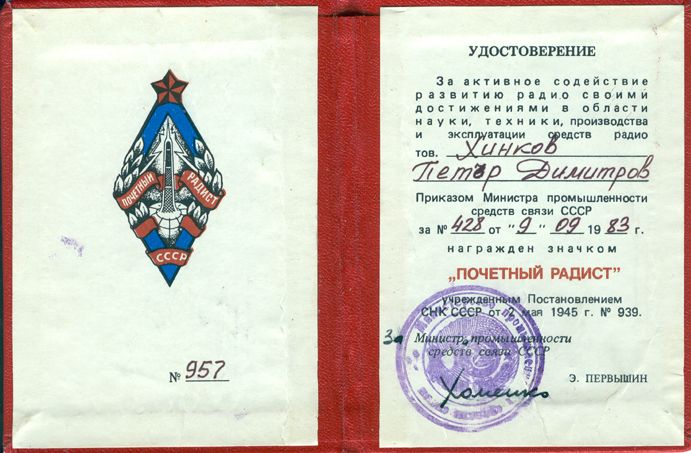 ПОЧЕТНЫЙ РАДИСТ
СССР
№ 957
УДОСТОВЕРЕНИЕ
За активное содействие
развитию радио своими
достижениями в области
науки, техники, производства
и эксплуатации средств радио
тов. Хинков
Петър Димитров
Приказом Министра промышленности
средств связи СССР
за № 428 от "9" 09 1983 г.
награжден значком
„ПОЧЕТНЫЙ РАДИСТ"
учрежденным Постановлением
СНК СССР от 2 мая 1945 г. № 939.
За Министр промышленности
средств связи СССР
Э. ПЕРВЫШИН
Хоменко